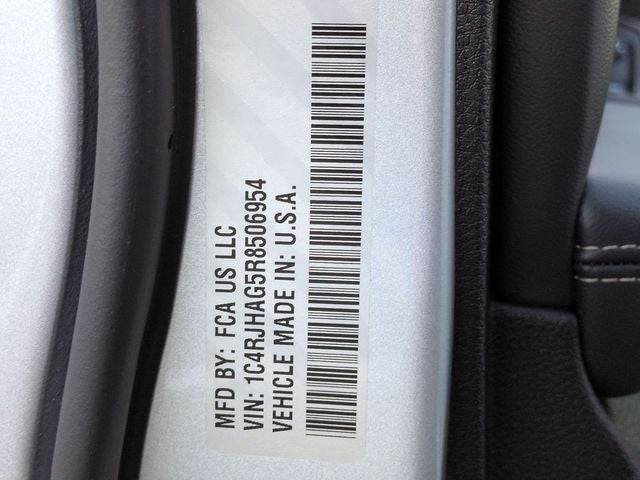 MFD BY: FCA US LLC
VIN: 1C4RJHAG5R8506954
VEHICLE MADE IN: U.S.A.